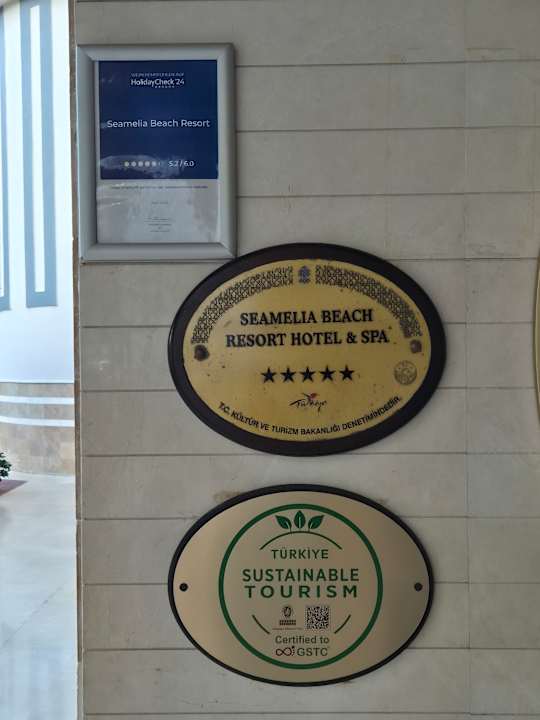 HolidayCheck '24
Seamelia Beach Resort
5.2 / 6.0
SEAMELIA BEACH
RESORT HOTEL & SPA
Türkiye
T.C. KÜLTÜR VE TURİZM BAKANLIĞI DENETİMİNDEDİR.
TÜRKİYE
SUSTAINABLE
TOURISM
Certified to
GSTC